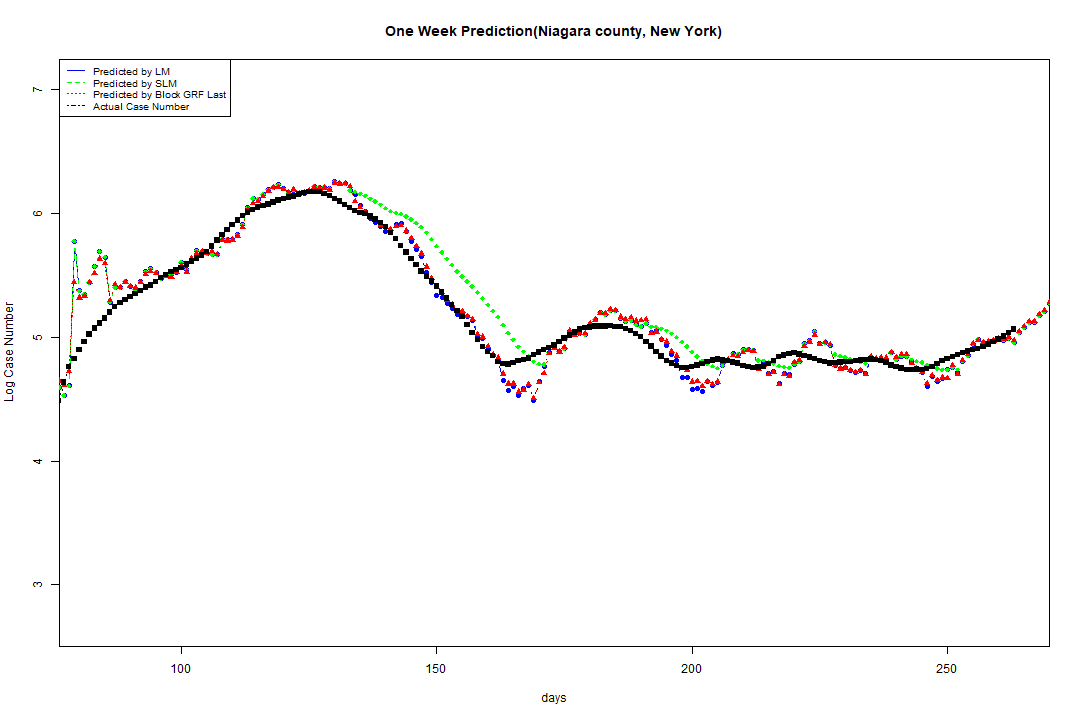 One Week Prediction(Niagara county, New York)
Predicted by LM
Predicted by SLM
Predicted by Block GRF Last
Actual Case Number
7
6
5
4
3
Log Case Number
100
150
200
250
days